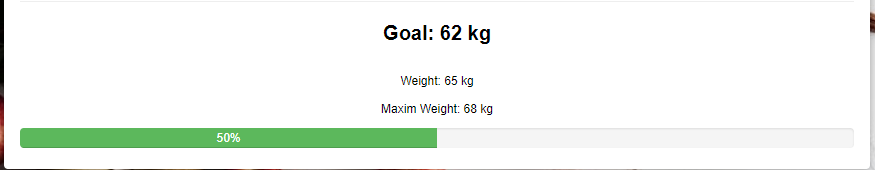 Goal: 62 kg
Weight: 65 kg
Maxim Weight: 68 kg
50%